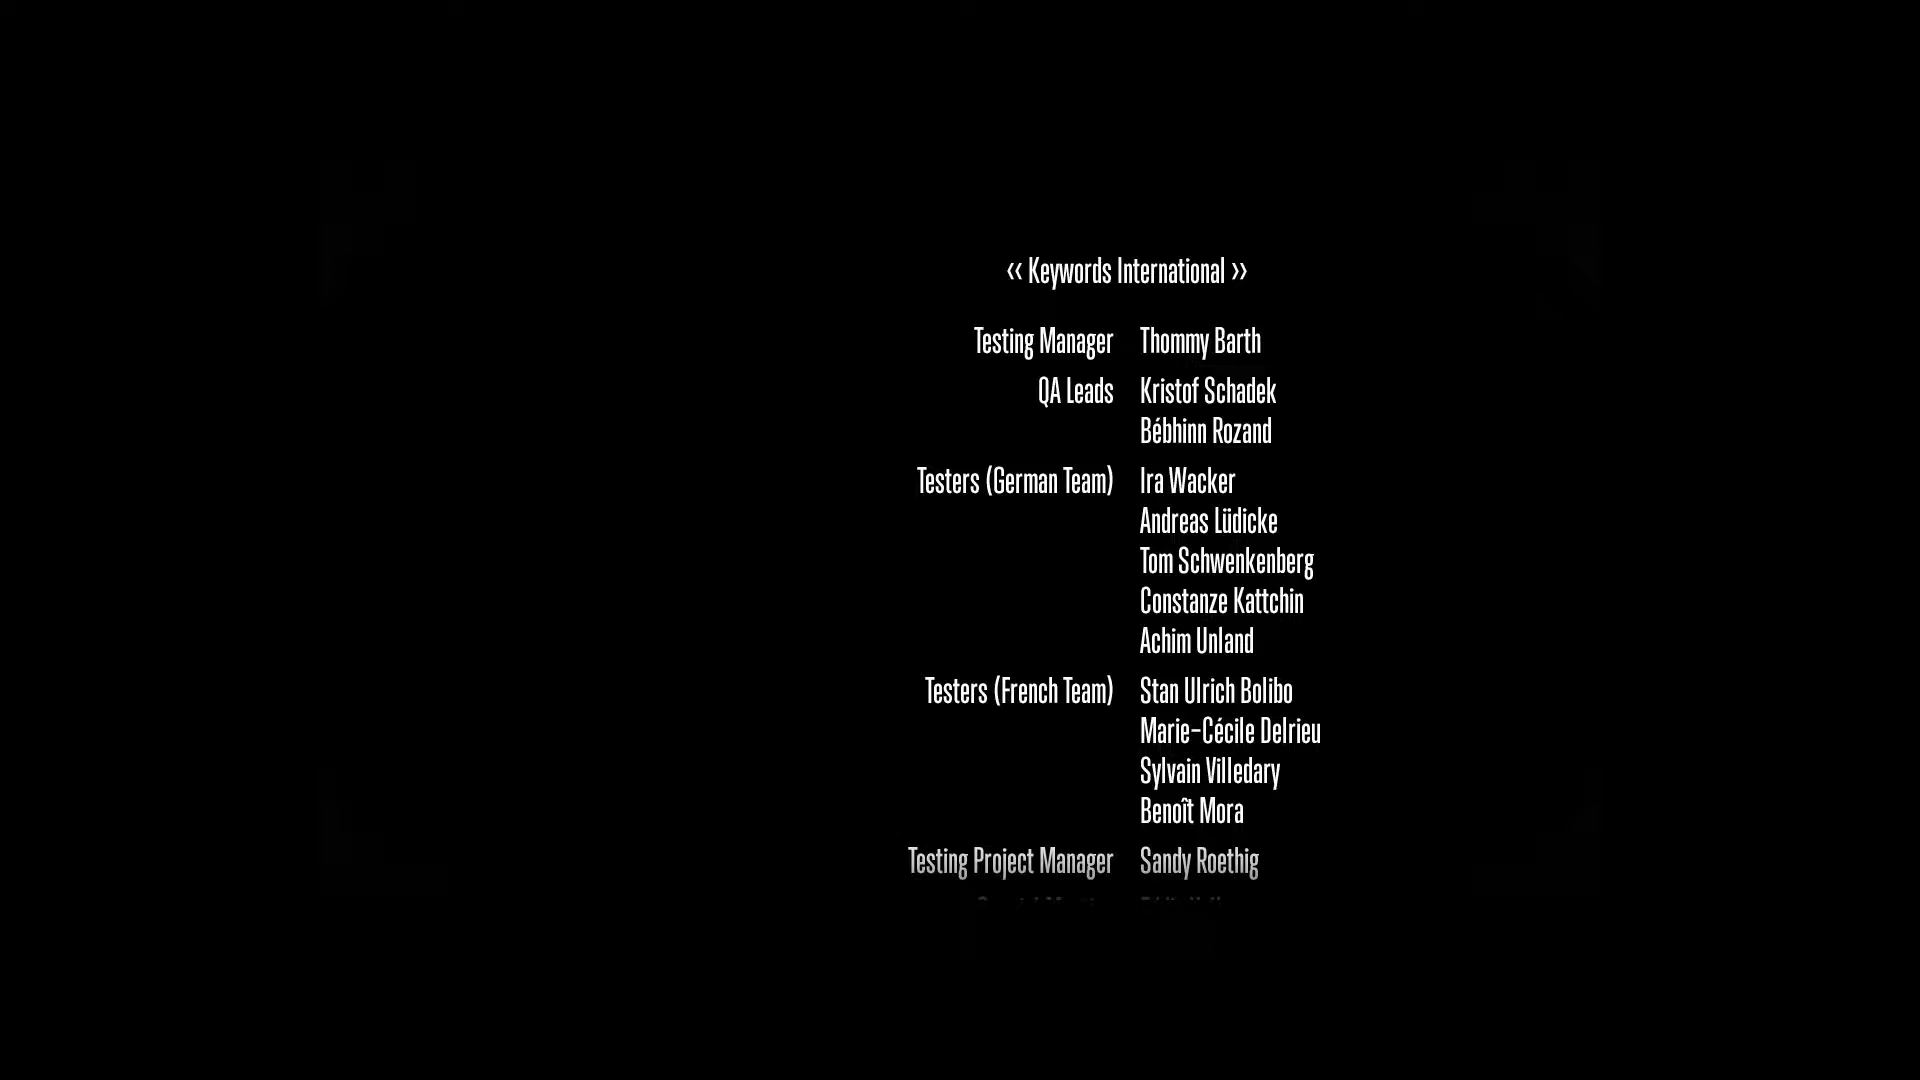 ‹‹ Keywords International ››
Testing Manager Thommy Barth
QA Leads Kristof Schadek
Bébhinn Rozand
Testers (German Team) Ira Wacker
Andreas Lüdicke
Tom Schwenkenberg
Constanze Kattchin
Achim Unland
Testers (French Team) Stan Ulrich Bolibo
Marie-Cécile Delrieu
Sylvain Villedary
Benoît Mora
Testing Project Manager Sandy Roethig